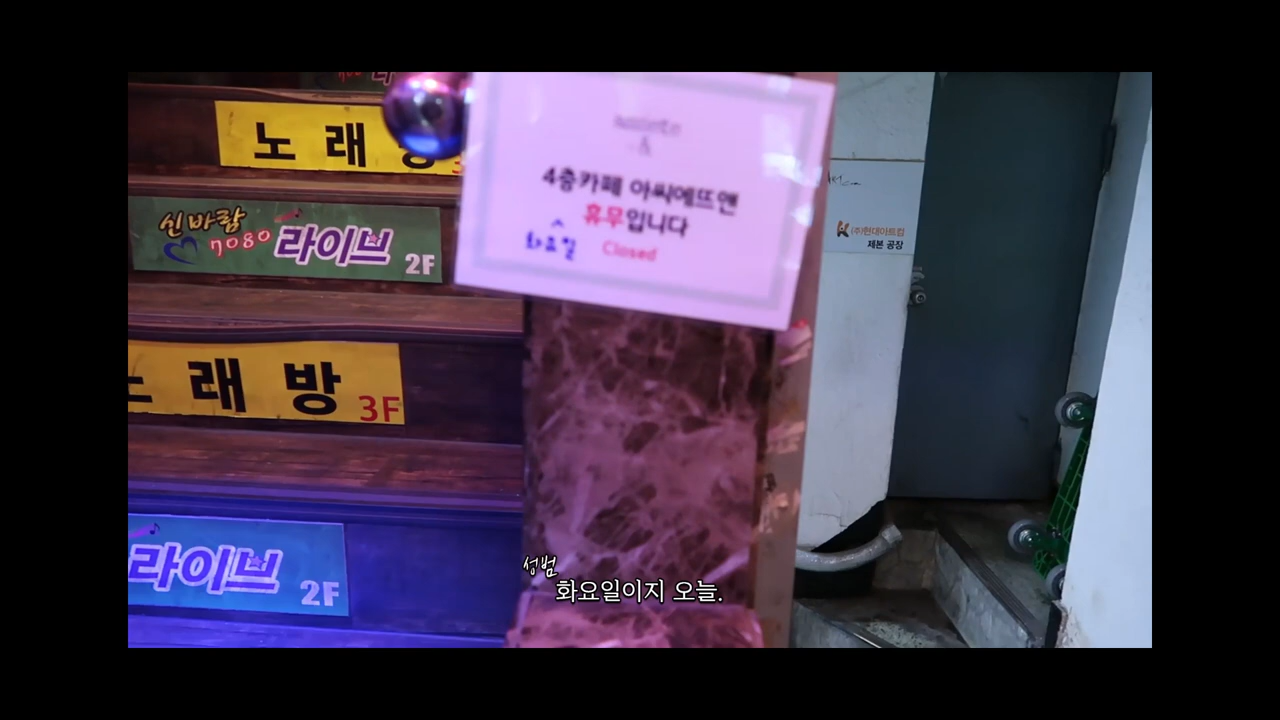 노래방
신바람
7080 라이브 2F
4층카페 아씨에뜨앤
휴무입니다
화요일 Closed
(주)현대아트컴
제본 공장
노래방 3F
라이브 2F
성범
화요일이지 오늘.